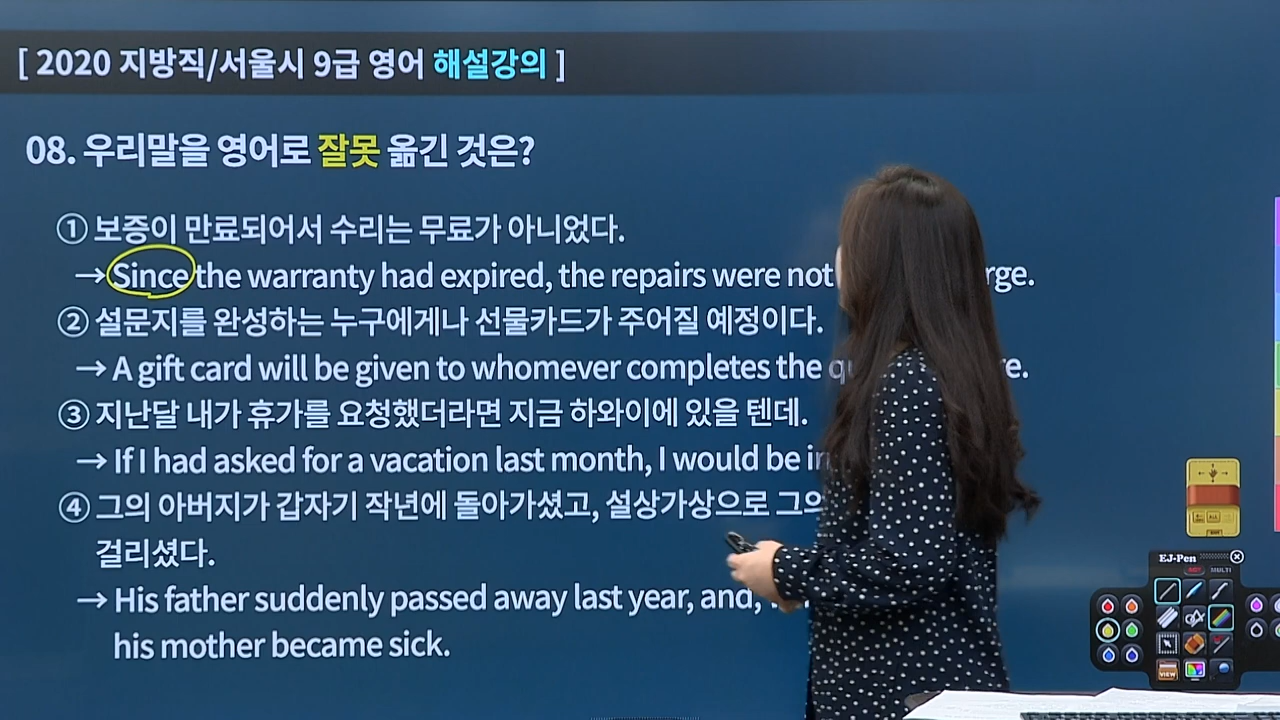 [ 2020 지방직/서울시 9급 영어 해설강의 ]
08. 우리말을 영어로 잘못 옮긴 것은?
① 보증이 만료되어서 수리는 무료가 아니었다.
→ Since the warranty had expired, the repairs were not
② 설문지를 완성하는 누구에게나 선물카드가 주어질 예정이다.
→ A gift card will be given to whomever completes the
③ 지난달 내가 휴가를 요청했더라면 지금 하와이에 있을 텐데.
→ If I had asked for a vacation last month, I would be in
④ 그의 아버지가 갑자기 작년에 돌아가셨고, 설상가상으로 그의
걸리셨다.
→ His father suddenly passed away last year, and,
his mother became sick.
EJ-Pen
MULTI
VIEW